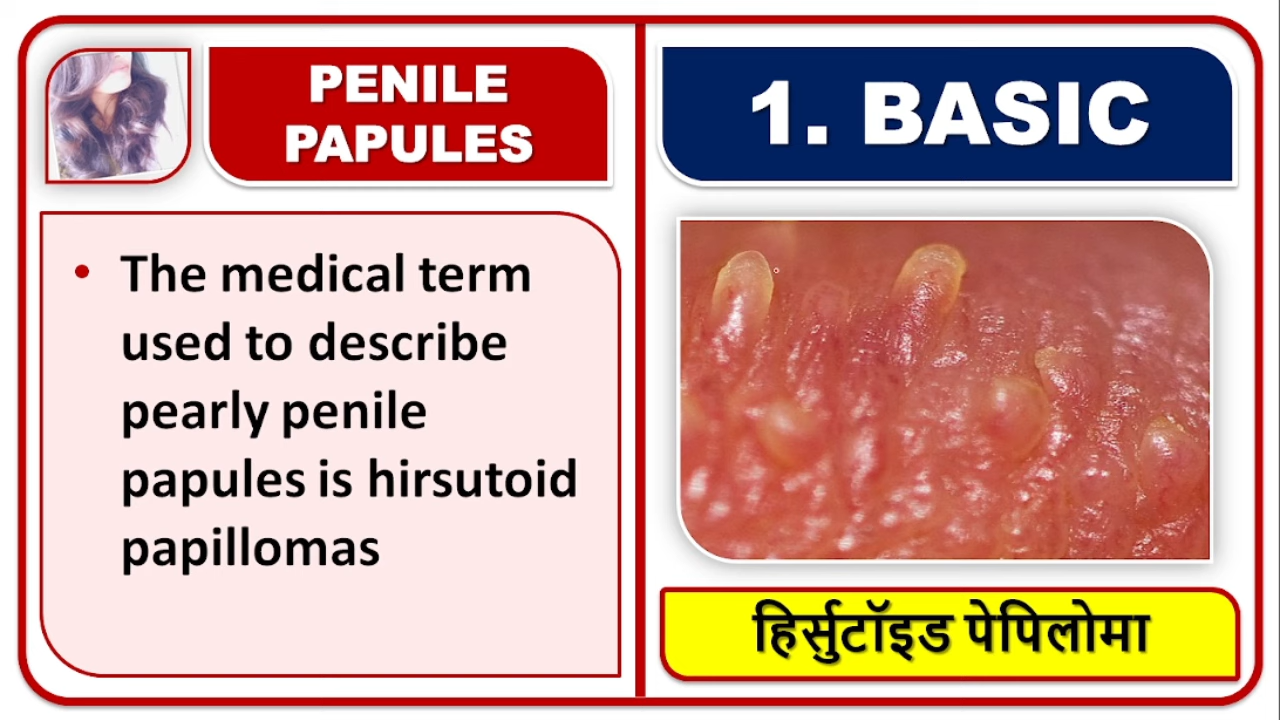 PENILE
PAPULES
• The medical term
used to describe
pearly penile
papules is hirsutoid
papillomas
1. BASIC
हिर्सुटॉइड पेपिलोमा